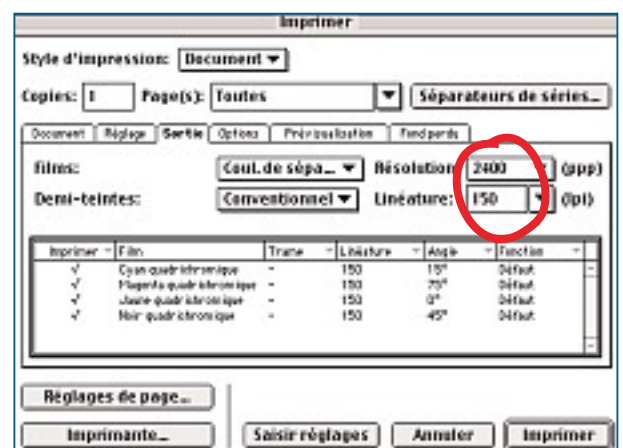 Imprimer
Style d'impression: Document
Copies: 1 Page(s): Toutes Séparateurs de séries...
Document Réglage Sortie Options Prévisualisation Fond perdu
Films: Coul. de sépa... Résolution: 2400 (ppp)
Demi-teintes: Conventionnel Linéature: 150 (lpi)
Imprimer Film Trame Linéature Angle Fonction
√ Cyan quadrichromique - 150 15° Défaut
√ Magenta quadrichromique - 150 75° Défaut
√ Jaune quadrichromique - 150 0° Défaut
√ Noir quadrichromique - 150 45° Défaut
Réglages de page...
Imprimante... Saisir réglages Annuler Imprimer